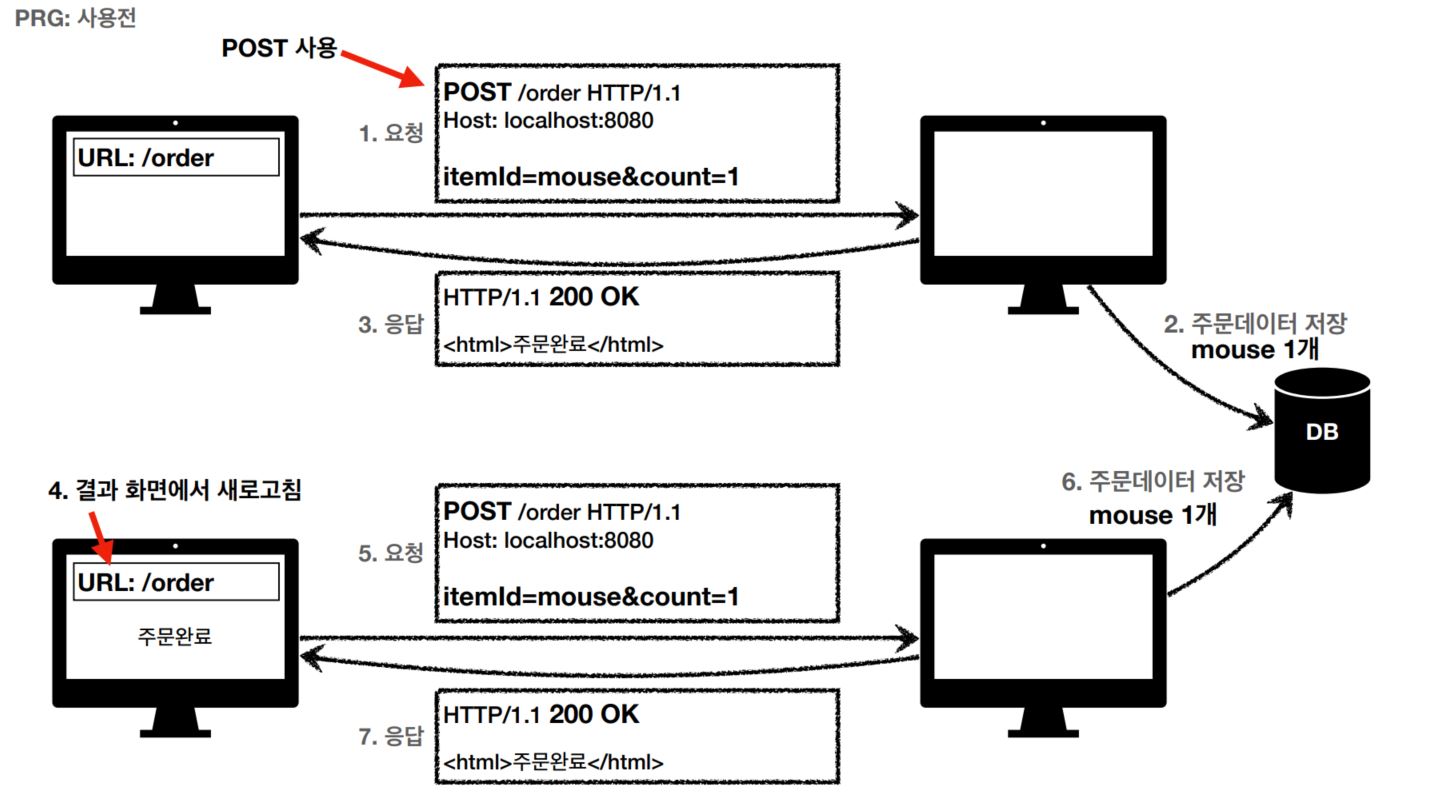 PRG: 사용전
POST 사용
POST /order HTTP/1.1
Host: localhost:8080
1. 요청
itemId=mouse&count=1
URL: /order
HTTP/1.1 200 OK
3. 응답
<html>주문완료</html>
2. 주문데이터 저장
mouse 1개
DB
4. 결과 화면에서 새로고침
POST /order HTTP/1.1
Host: localhost:8080
5. 요청
itemId=mouse&count=1
6. 주문데이터 저장
mouse 1개
URL: /order
주문완료
HTTP/1.1 200 OK
7. 응답
<html>주문완료</html>